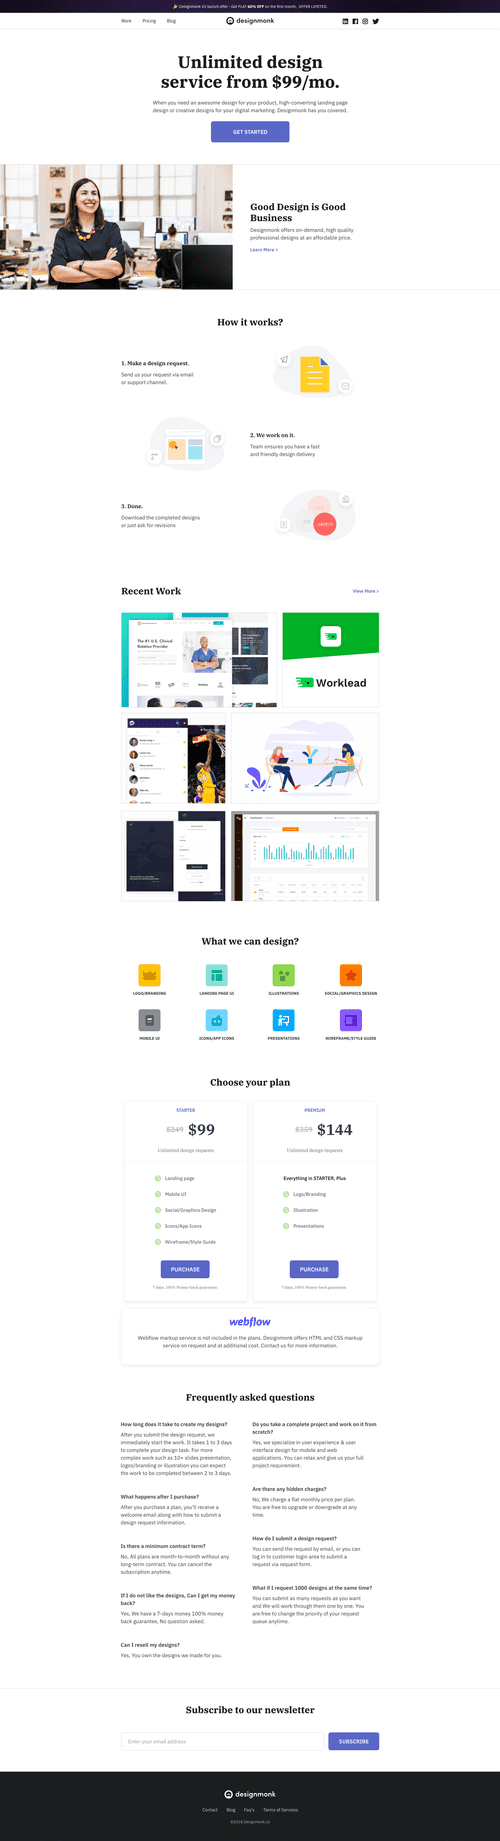 🎉 Designmonk V2 launch offer - Get FLAT 60% OFF on the first month, OFFER LIMITED.
Work Pricing Blog
designmonk
Unlimited design
service from $99/mo.
When you need an awesome design for your product, high-converting landing page
design or creative designs for your digital marketing. Designmonk has you covered.
GET STARTED
Good Design is Good
Business
Designmonk offers on-demand, high quality
professional designs at an affordable price.
Learn More >
How it works?
1. Make a design request.
Send us your request via email
or support channel.
2. We work on it.
Team ensures you have a fast
and friendly design delivery
3. Done.
Download the completed designs
or just ask for revisions
sketch
Recent Work
View More >
The #1 U.S. Clinical
Rotation Provider
Worklead
What we can design?
LOGO/BRANDING
LANDING PAGE UI
ILLUSTRATIONS
SOCIAL/GRAPHICS DESIGN
MOBILE UI
ICONS/APP ICONS
PRESENTATIONS
WIREFRAME/STYLE GUIDE
Choose your plan
STARTER
$249 $99
Unlimited design requests
Landing page
Mobile UI
Social/Graphics Design
Icons/App Icons
Wireframe/Style Guide
PURCHASE
7 days, 100% Money-back guarantee.
PREMIUM
$359 $144
Unlimited design requests
Everything in STARTER, Plus
Logo/Branding
Illustration
Presentations
PURCHASE
7 days, 100% Money-back guarantee.
webflow
Webflow markup service is not included in the plans. Designmonk offers HTML and CSS markup
service on request and at additional cost. Contact us for more information.
Frequently asked questions
How long does it take to create my designs?
After you submit the design request, we
immediately start the work. It takes 1 to 3 days
to complete your design task. For more
complex work such as 10+ slides presentation,
logos/branding or illustration you can expect
the work to be completed between 2 to 3 days.
What happens after I purchase?
After you purchase a plan, you'll receive a
welcome email along with how to submit a
design request information.
Is there a minimum contract term?
No, All plans are month-to-month without any
long-term contract. You can cancel the
subscription anytime.
If I do not like the designs, Can I get my money
back?
Yes, We have a 7-days money 100% money
back guarantee, No question asked.
Can I resell my designs?
Yes, You own the designs we made for you.
Do you take a complete project and work on it from
scratch?
Yes, we specialize in user experience & user
interface design for mobile and web
applications. You can relax and give us your full
project requirement.
Are there any hidden charges?
No, We charge a flat monthly price per plan.
You are free to upgrade or downgrade at any
time.
How do I submit a design request?
You can send the request by email, or you can
log in to customer login area to submit a
request via request form.
What if I request 1000 designs at the same time?
You can submit as many requests as you want
and We will work through them one by one. You
are free to change the priority of your request
queue anytime.
Subscribe to our newsletter
Enter your email address
SUBSCRIBE
designmonk
Contact Blog Faq's Terms of Services
©2018 Designmonk.co